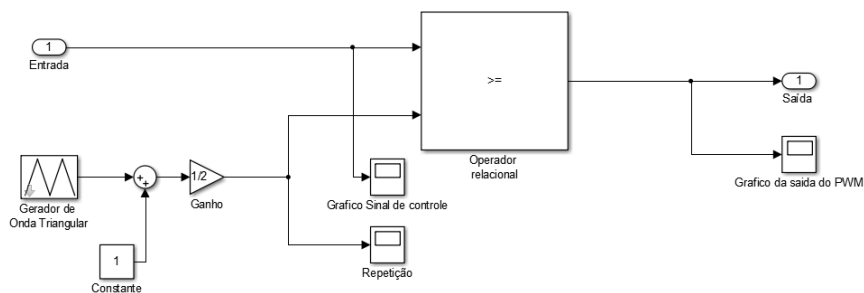 1
Entrada
>=
Operador
relacional
1
Saída
Grafico da saida do PWM
Gerador de
Onda Triangular
+
+
1/2
Ganho
Grafico Sinal de controle
1
Constante
Repetição